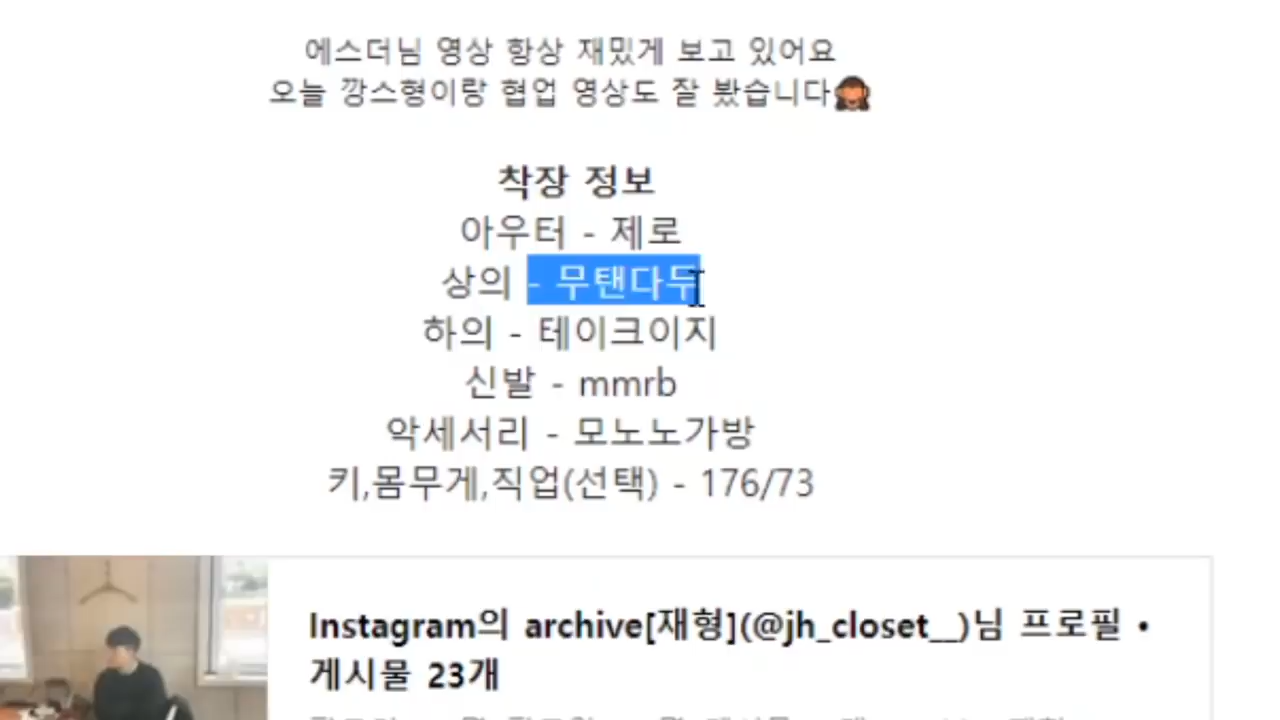 에스더님 영상 항상 재밌게 보고 있어요
오늘 깡스형이랑 협업 영상도 잘 봤습니다🙈
착장 정보
아우터 - 제로
상의 - 무탠다드
하의 - 테이크이지
신발 - mmrb
악세서리 - 모노노가방
키,몸무게,직업(선택) - 176/73
Instagram의 archive[재형](@jh_closet__)님 프로필 •
게시물 23개